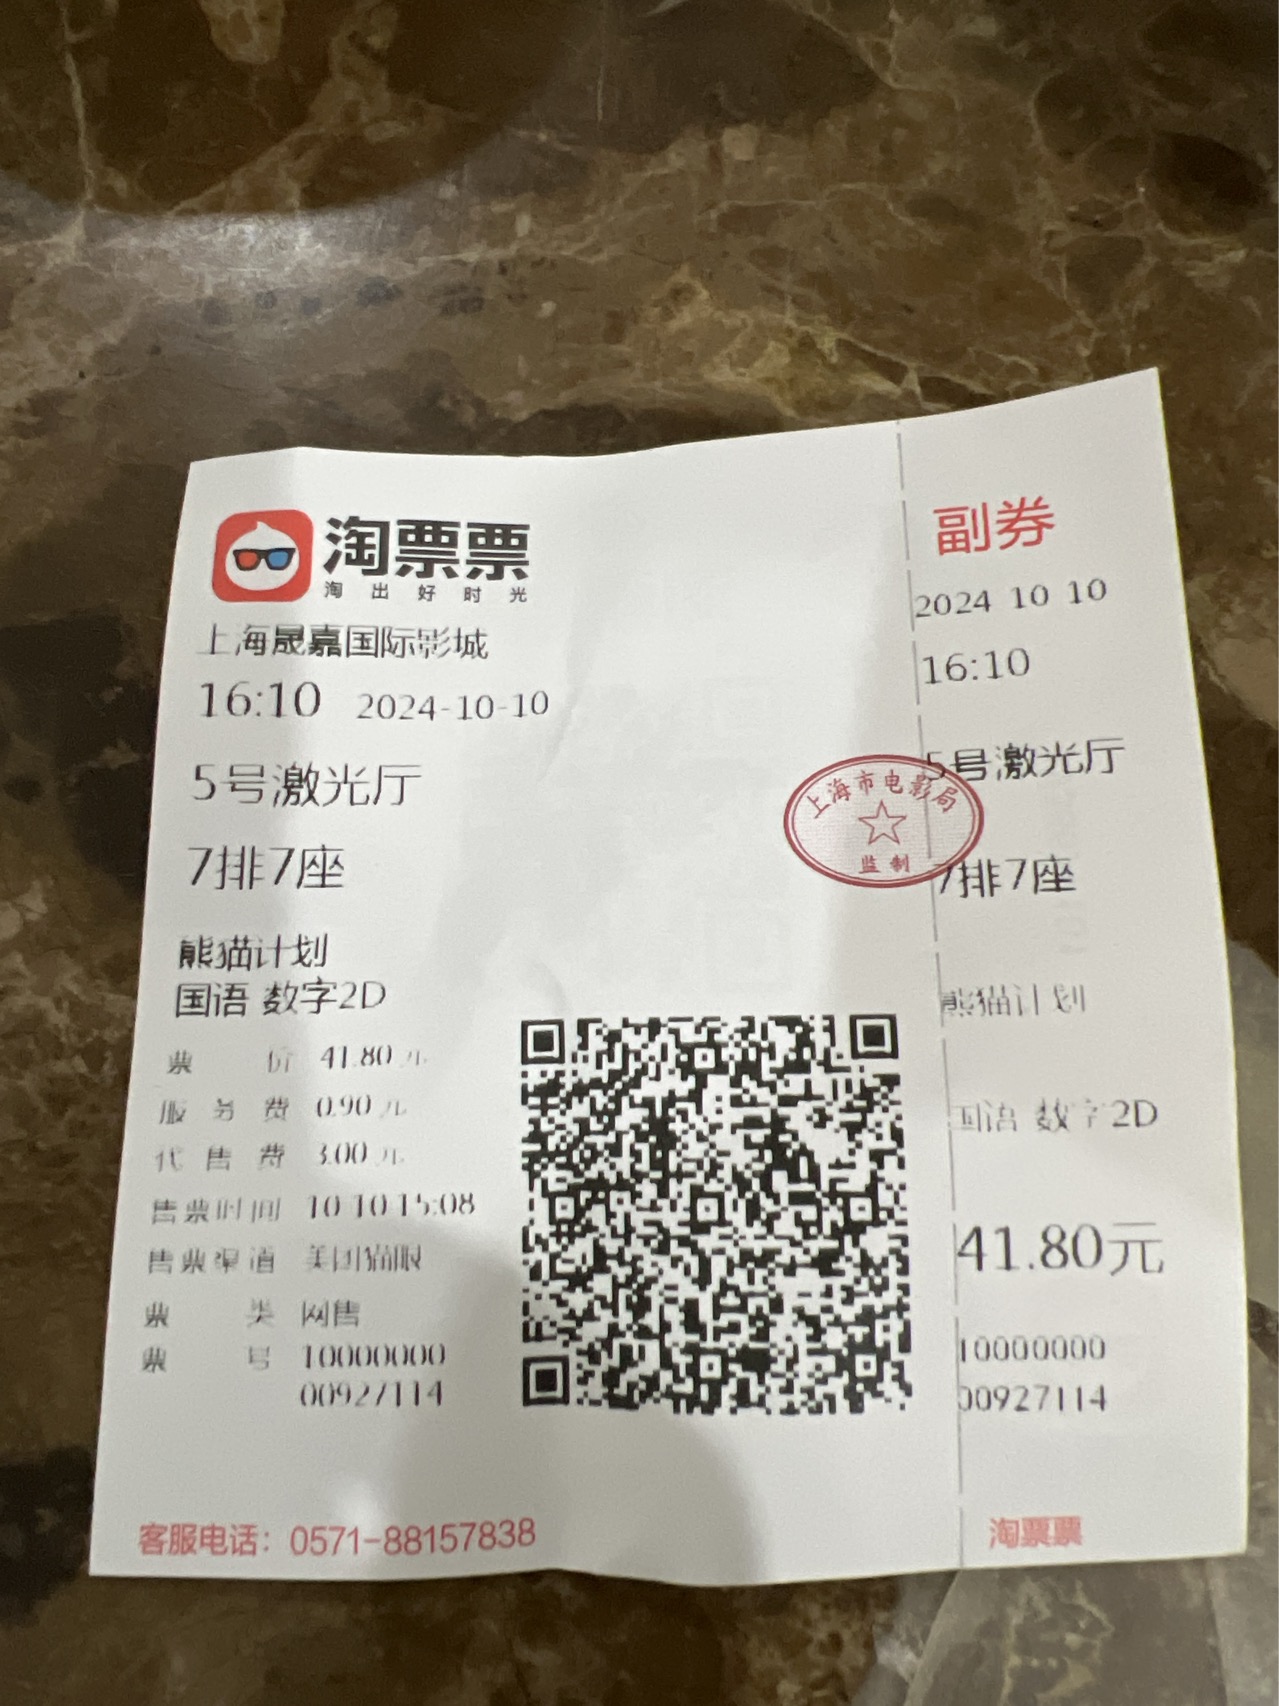 淘票票
淘出好时光
上海晟嘉国际影城
16:10 2024-10-10
5号激光厅
7排7座
熊猫计划
国语 数字2D
票价 41.80元
服务费 0.90元
代售费 3.00元
售票时间 10 10 15:08
售票渠道 美团猫眼
票类 网售
票号 10000000
00927114
客服电话：0571-88157838
上海市电影局
监制
副券
2024 10 10
16:10
5号激光厅
7排7座
熊猫计划
国语 数字2D
41.80元
10000000
00927114
淘票票